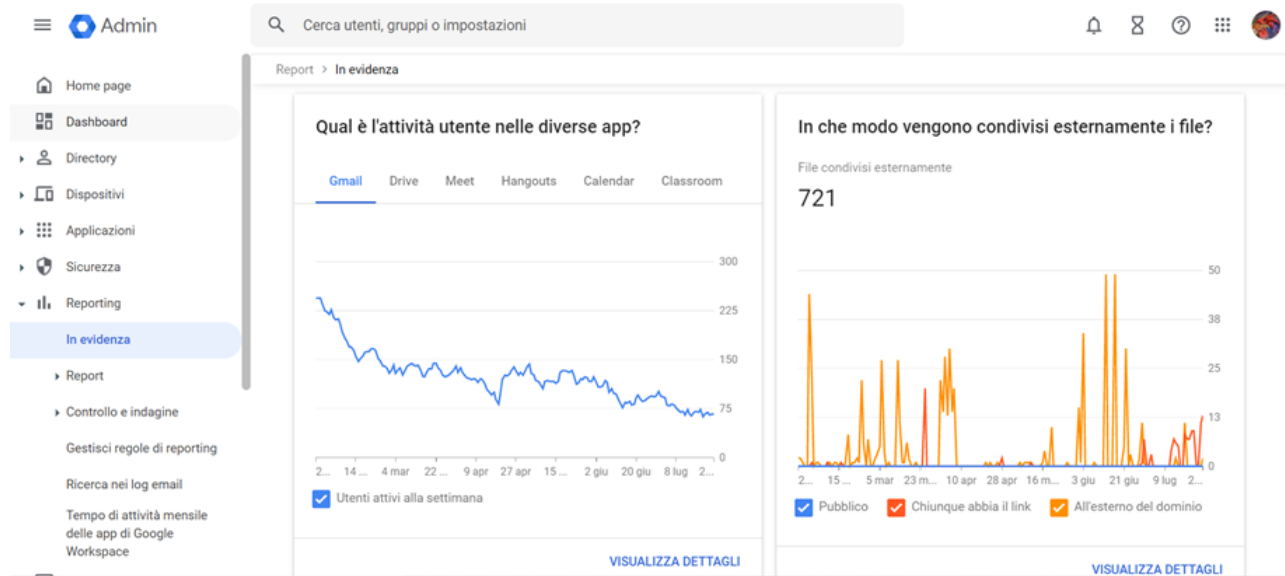 Admin
Cerca utenti, gruppi o impostazioni
Home page
Dashboard
Directory
Dispositivi
Applicazioni
Sicurezza
Reporting
In evidenza
Report
Controllo e indagine
Gestisci regole di reporting
Ricerca nei log email
Tempo di attività mensile
delle app di Google
Workspace
Report > In evidenza
Qual è l'attività utente nelle diverse app?
Gmail Drive Meet Hangouts Calendar Classroom
300
225
150
75
0
2... 14 ... 4 mar 22 ... 9 apr 27 apr 15 ... 2 giu 20 giu 8 lug 2...
Utenti attivi alla settimana
VISUALIZZA DETTAGLI
In che modo vengono condivisi esternamente i file?
File condivisi esternamente
721
50
38
25
13
0
2... 15 ... 5 mar 23 m... 10 apr 28 apr 16 m... 3 giu 21 giu 9 lug 2...
Pubblico Chiunque abbia il link All'esterno del dominio
VISUALIZZA DETTAGLI